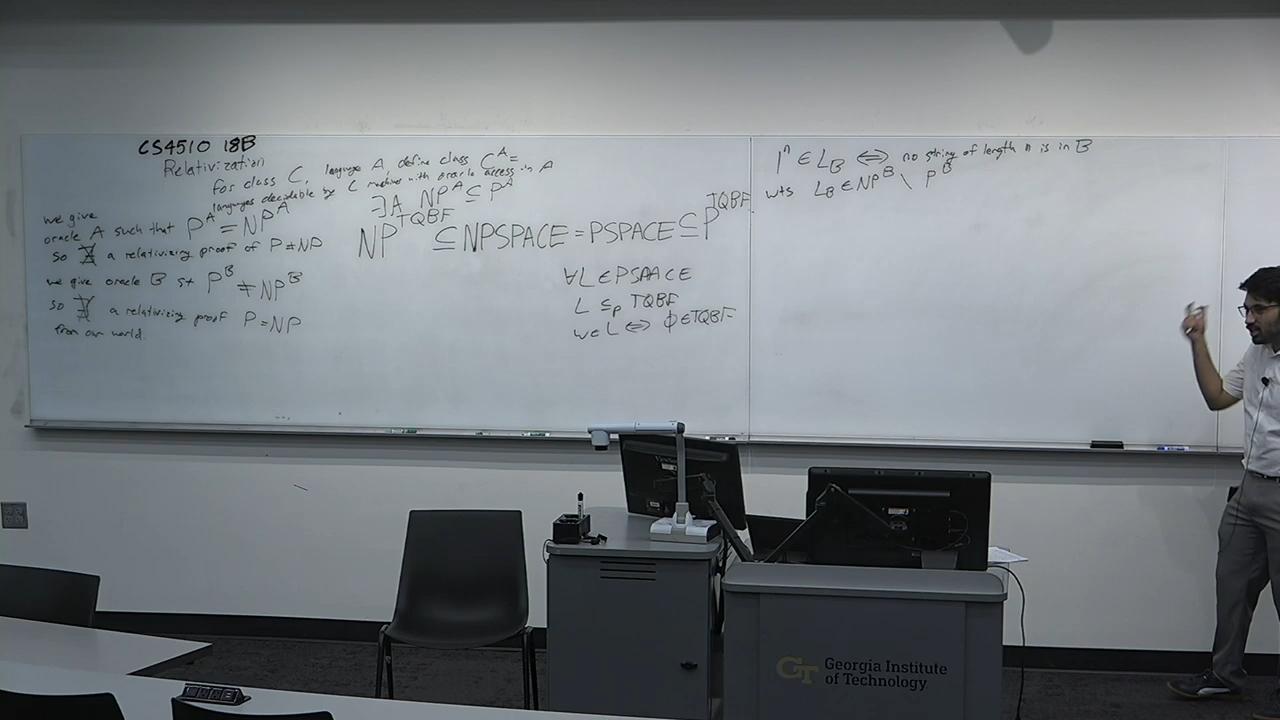 CS4510 18B
Relativization
for class C, language A, define class C^A =
languages decidable by C machine with oracle access in A
∃A NP^A ⊆ P^A
we give
oracle A such that P^A = NP^A
so ∄ a relativizing proof of P≠NP
we give oracle B st P^B ≠ NP^B
so ∄ a relativizing proof P=NP
from our world.
NP^TQBF ⊆ NPSPACE = PSPACE ⊆ P^TQBF
∀L ∈ PSPACE
L ≤p TQBF
w∈L ⇔ ϕ∈TQBF
1^n ∈ L_B ⇔ no string of length n is in B
wts L_B ∈ NP^B \ P^B
GT Georgia Institute
of Technology